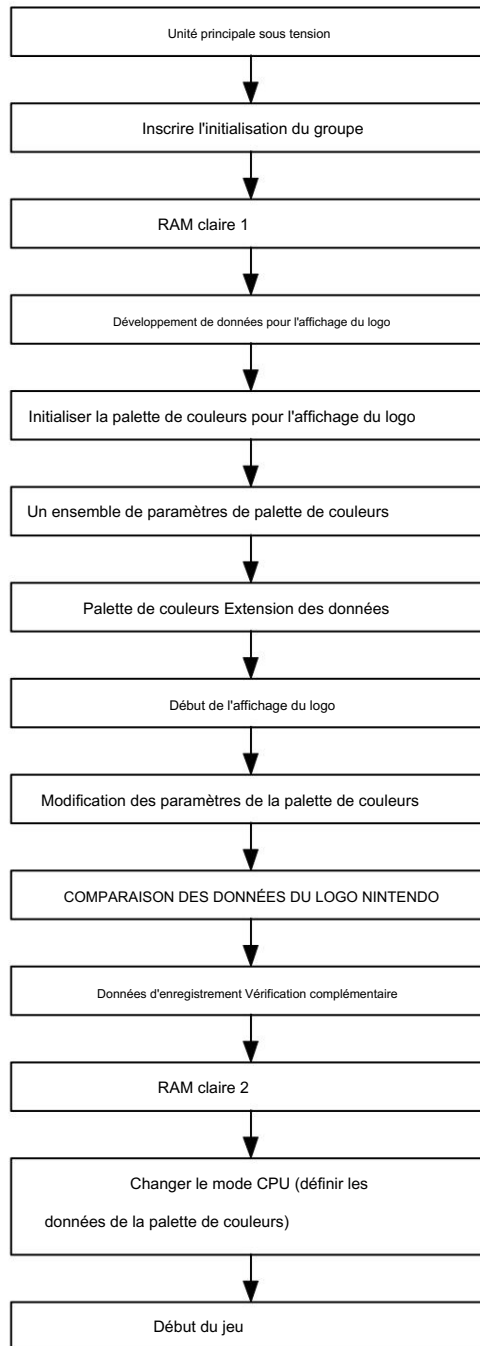 Unité principale sous tension
Inscrire l'initialisation du groupe
RAM claire 1
Développement de données pour l'affichage du logo
Initialiser la palette de couleurs pour l'affichage du logo
Un ensemble de paramètres de palette de couleurs
Palette de couleurs Extension des données
Début de l'affichage du logo
Modification des paramètres de la palette de couleurs
COMPARAISON DES DONNÉES DU LOGO NINTENDO
Données d'enregistrement Vérification complémentaire
RAM claire 2
Changer le mode CPU (définir les
données de la palette de couleurs)
Début du jeu